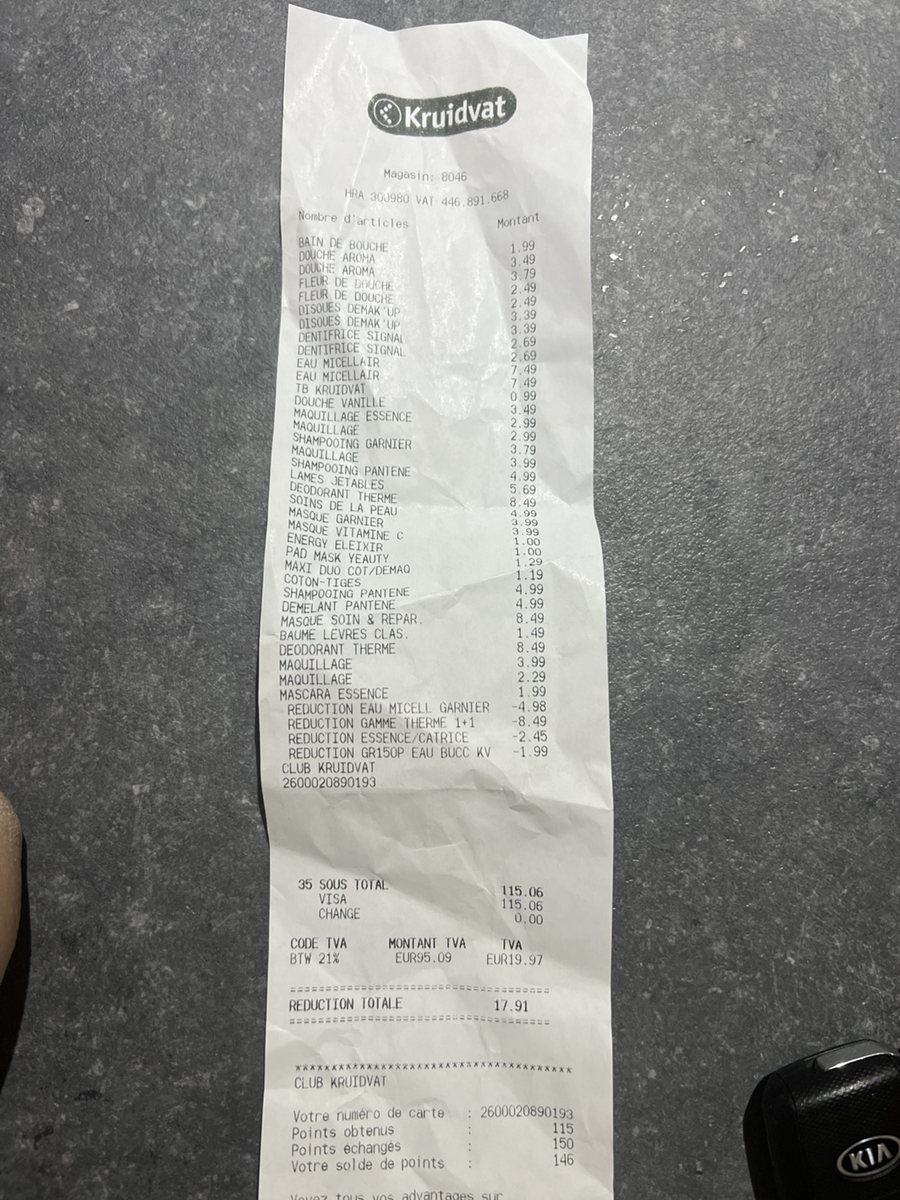 Kruidvat
Magasin: 8046
HRA 300980 VAT 446.891.668
Nombre d'articles Montant
BAIN DE BOUCHE 1.99
DOUCHE AROMA 3.49
DOUCHE AROMA 3.79
FLEUR DE DOUCHE 2.49
FLEUR DE DOUCHE 2.49
DISQUES DEMAK'UP 3.39
DISQUES DEMAK'UP 3.39
DENTIFRICE SIGNAL 2.69
DENTIFRICE SIGNAL 2.69
EAU MICELLAIR 7.49
EAU MICELLAIR 7.49
TB KRUIDVAT 0.99
DOUCHE VANILLE 3.49
MAQUILLAGE ESSENCE 2.99
MAQUILLAGE 2.99
SHAMPOOING GARNIER 3.79
MAQUILLAGE 3.99
SHAMPOOING PANTENE 4.99
LAMES JETABLES 5.69
DEODORANT THERME 8.49
SOINS DE LA PEAU 4.99
MASQUE GARNIER 3.99
MASQUE VITAMINE C 3.99
ENERGY ELEIXIR 1.00
PAD MASK YEAUTY 1.00
MAXI DUO COT/DEMAQ 1.29
COTON-TIGES 1.19
SHAMPOOING PANTENE 4.99
DEMELANT PANTENE 4.99
MASQUE SOIN & REPAR. 8.49
BAUME LEVRES CLAS. 1.49
DEODORANT THERME 8.49
MAQUILLAGE 3.99
MAQUILLAGE 2.29
MASCARA ESSENCE 1.99
REDUCTION EAU MICELL GARNIER -4.98
REDUCTION GAMME THERME 1+1 -8.49
REDUCTION ESSENCE/CATRICE -2.45
REDUCTION GR150P EAU BUCC KV -1.99
CLUB KRUIDVAT
2600020890193
35 SOUS TOTAL 115.06
VISA 115.06
CHANGE 0.00
CODE TVA MONTANT TVA TVA
BTW 21% EUR95.09 EUR19.97
REDUCTION TOTALE 17.91
CLUB KRUIDVAT
Votre numéro de carte : 2600020890193
Points obtenus : 115
Points échangés : 150
Votre solde de points : 146
Voyez tous vos advantages sur
KIA